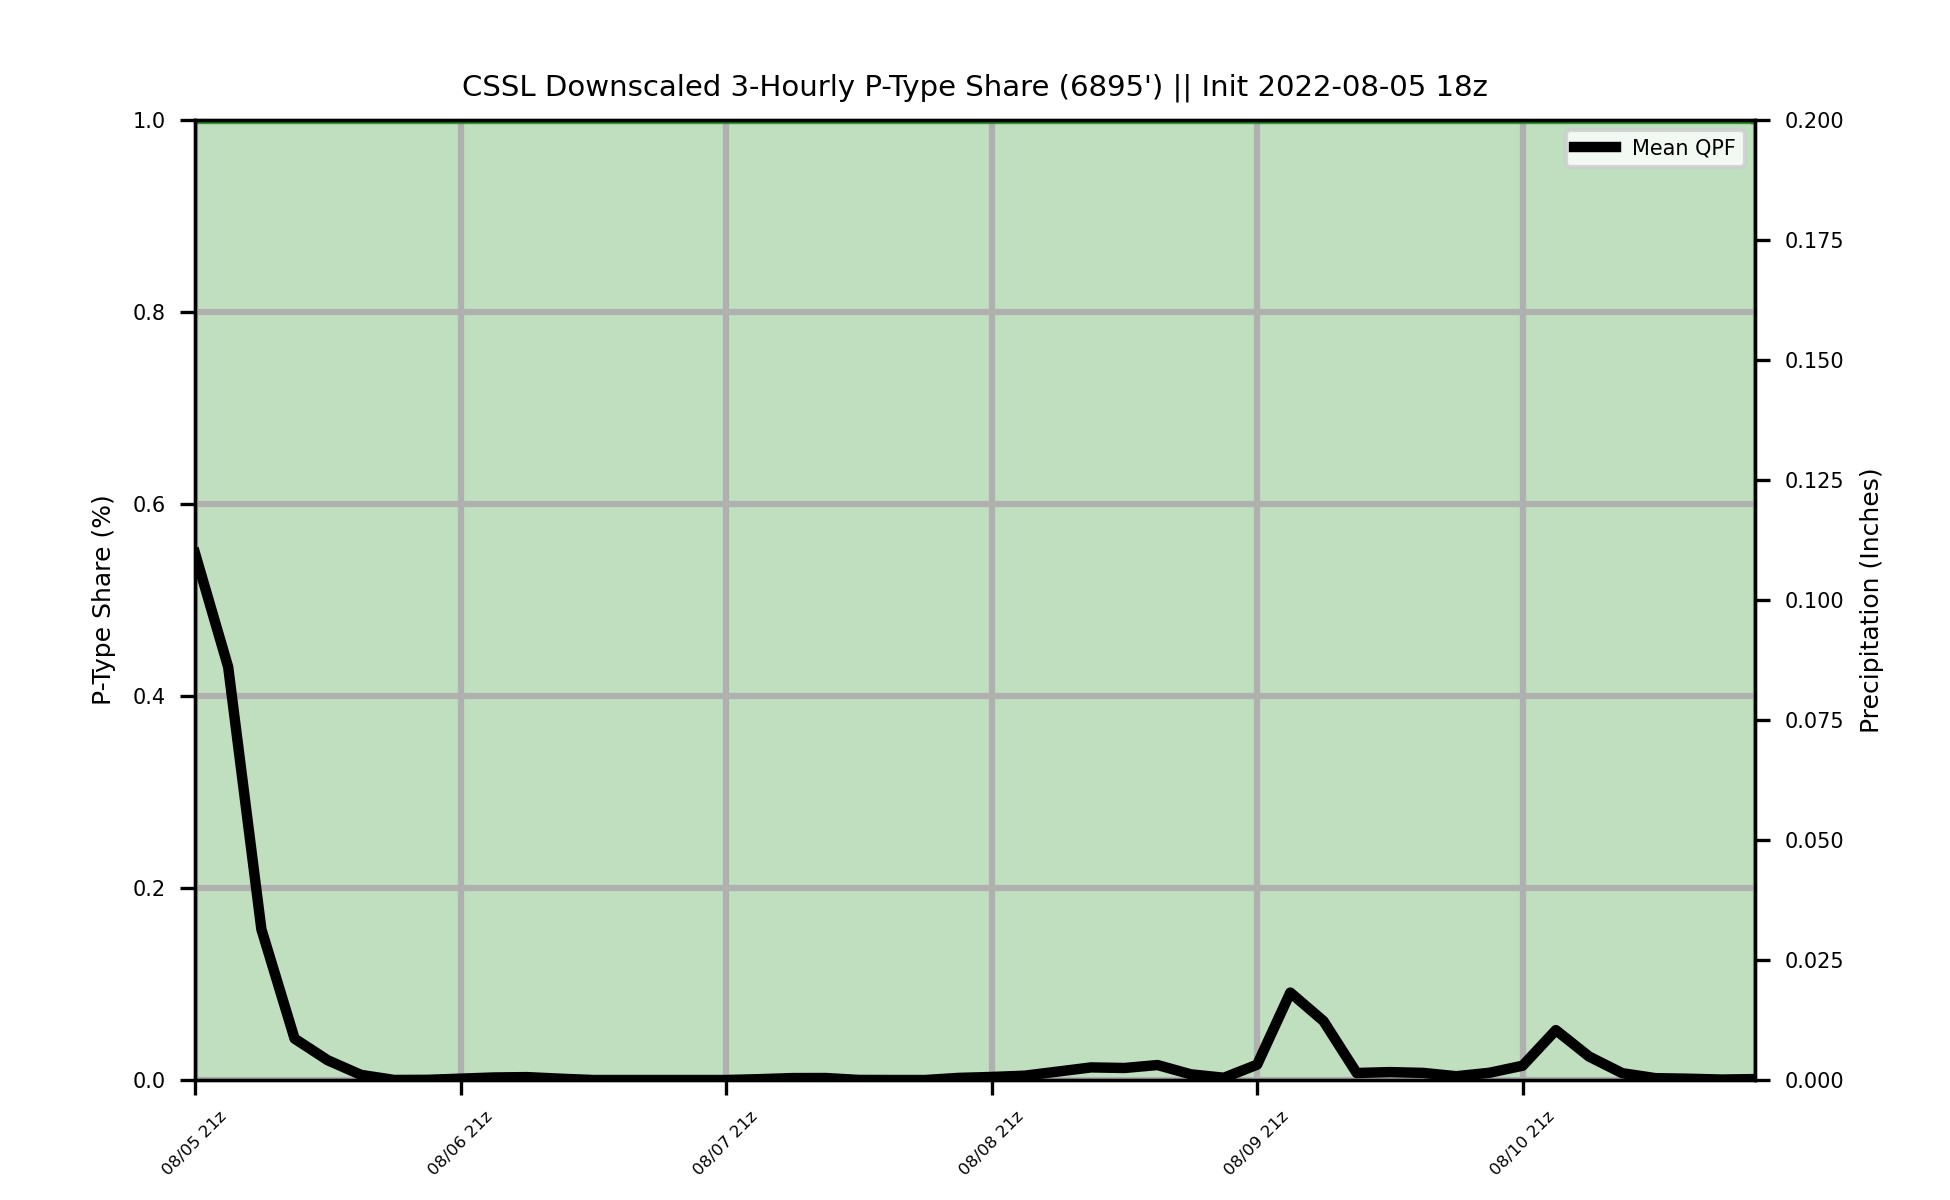 CSSL Downscaled 3-Hourly P-Type Share (6895') || Init 2022-08-05 18z
Mean QPF
P-Type Share (%)
1.0
0.8
0.6
0.4
0.2
0.0
0.200
0.175
0.150
0.125
0.100
0.075
0.050
0.025
0.000
Precipitation (Inches)
08/05 21z
08/06 21z
08/07 21z
08/08 21z
08/09 21z
08/10 21z